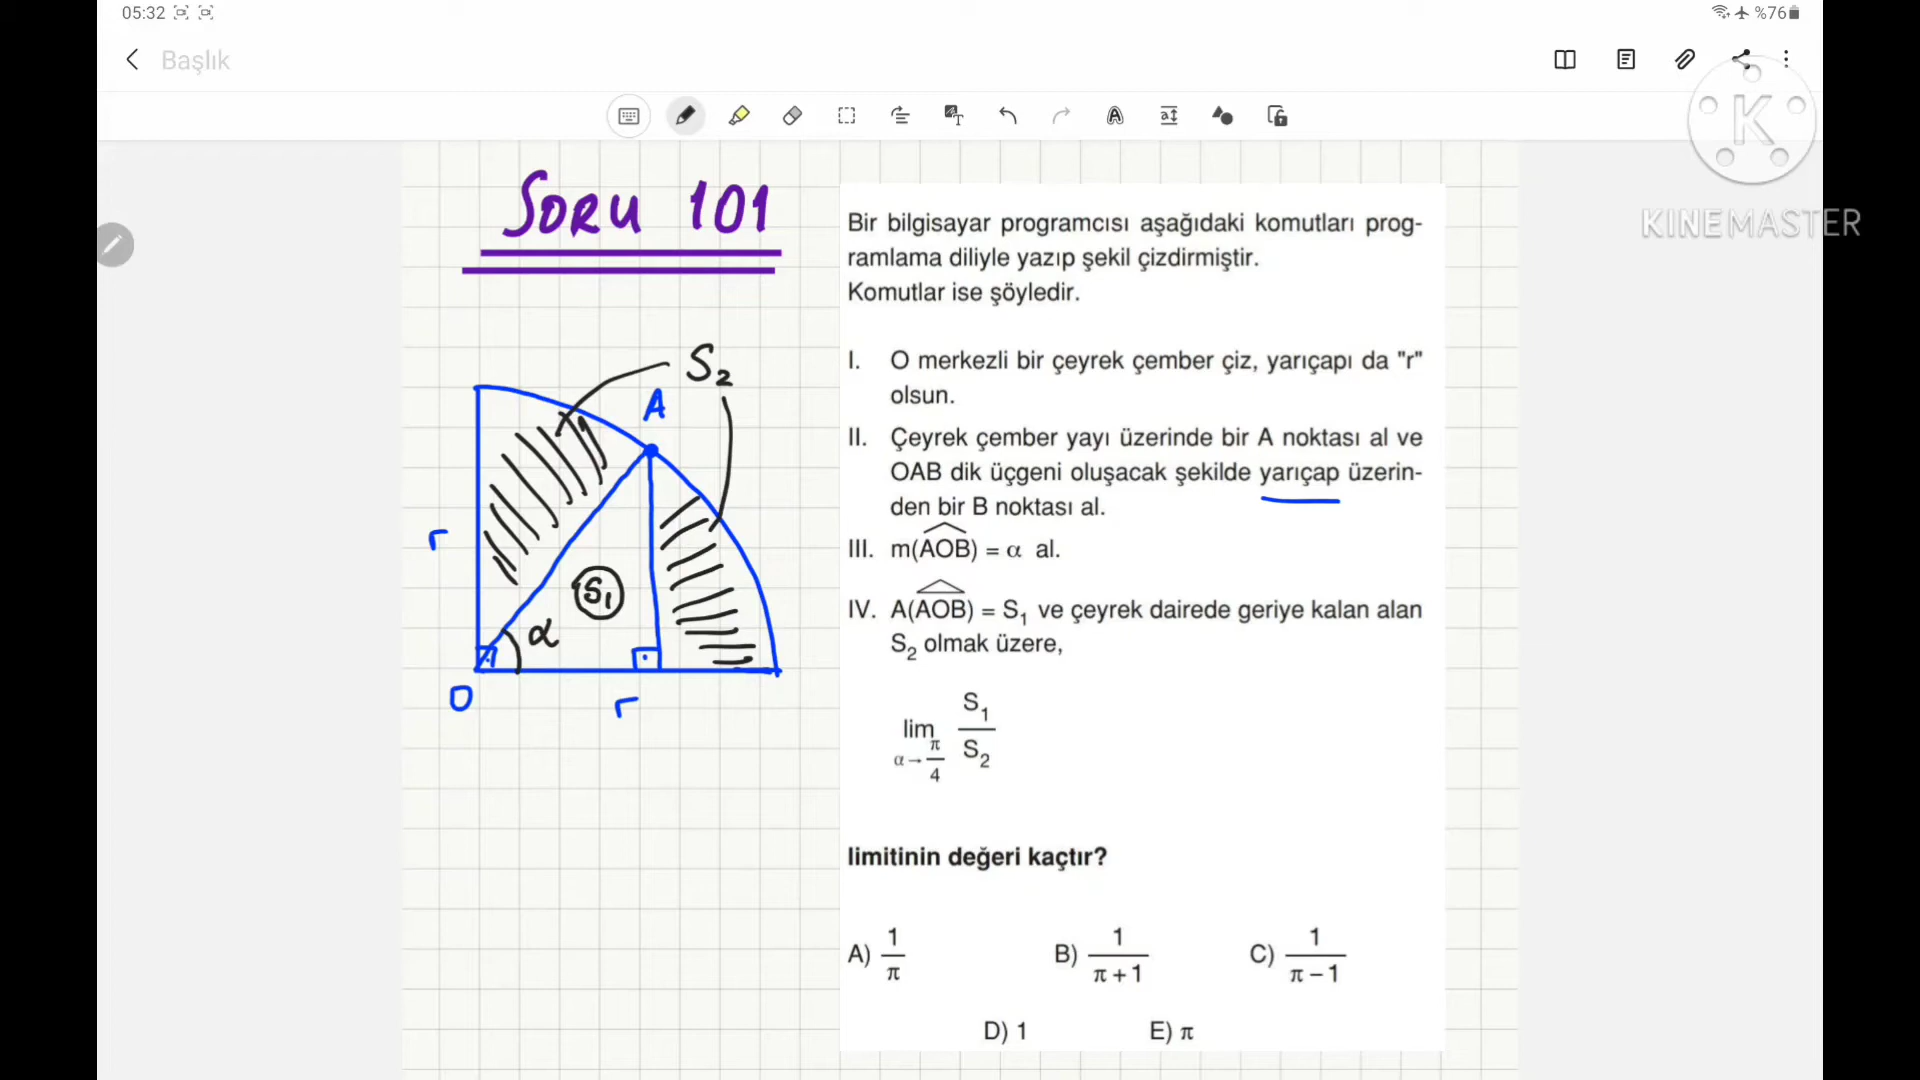 05:32
%76
Başlık
K
KINEMASTER
SORU 101
S₂
A
r
S₁
α
O
r
Bir bilgisayar programcısı aşağıdaki komutları prog-
ramlama diliyle yazıp şekil çizdirmiştir.
Komutlar ise şöyledir.
I. O merkezli bir çeyrek çember çiz, yarıçapı da "r"
olsun.
II. Çeyrek çember yayı üzerinde bir A noktası al ve
OAB dik üçgeni oluşacak şekilde yarıçap üzerin-
den bir B noktası al.
III. m(AOB) = α al.
IV. A(AOB) = S₁ ve çeyrek dairede geriye kalan alan
S₂ olmak üzere,
lim α→π/4 S₁/S₂
limitinin değeri kaçtır?
A) 1/π B) 1/(π+1) C) 1/(π−1)
D) 1 E) π